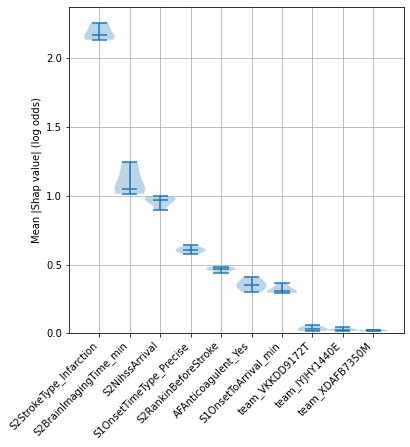 2.0
1.5
1.0
0.5
0.0
Mean |Shap value| (log odds)
S2StrokeType_Infarction
S2BrainImagingTime_min
S2NihssArrival
S1OnsetTimeType_Precise
S2RankinBeforeStroke
AFAnticoagulent_Yes
S1OnsetToArrival_min
team_VKKDD9172T
team_IYJHY1440E
team_XDAFB7350M